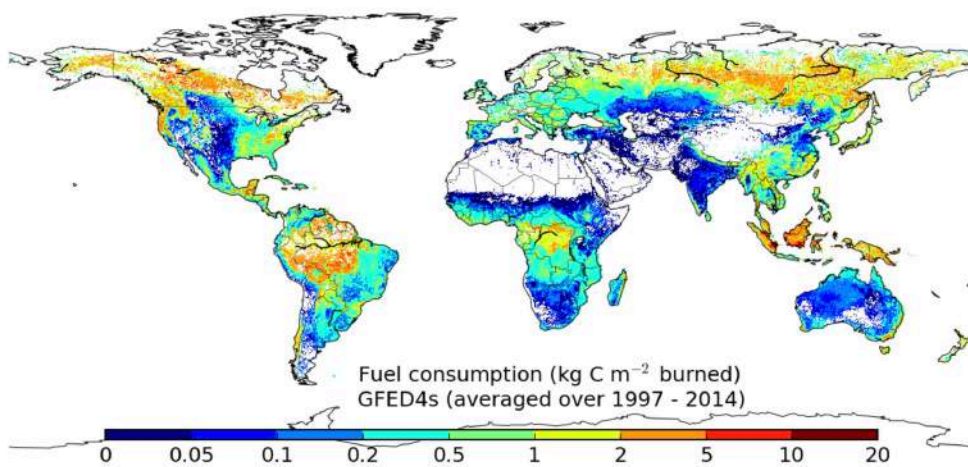 Fuel consumption (kg C m⁻² burned)
GFED4s (averaged over 1997 - 2014)
0 0.05 0.1 0.2 0.5 1 2 5 10 20